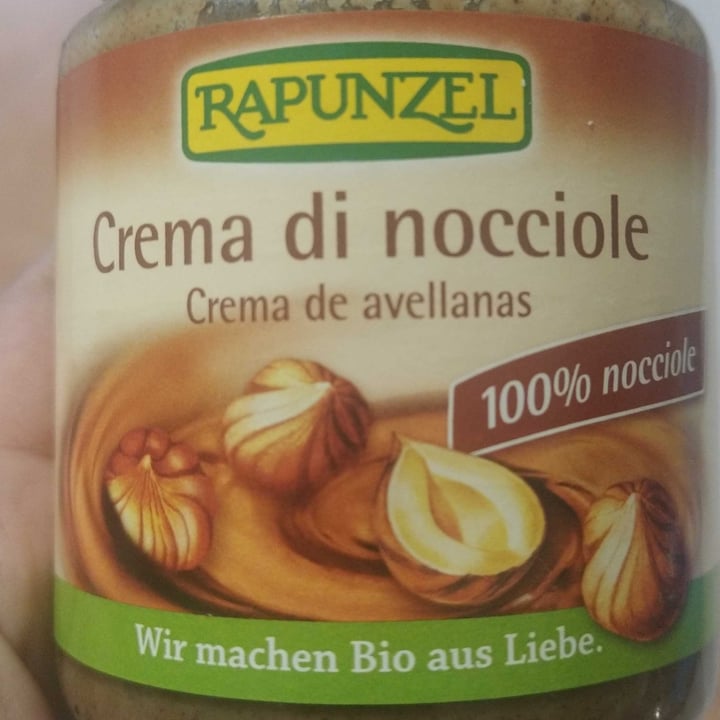 RAPUNZEL
Crema di nocciole
Crema de avellanas
100% nocciole
Wir machen Bio aus Liebe.